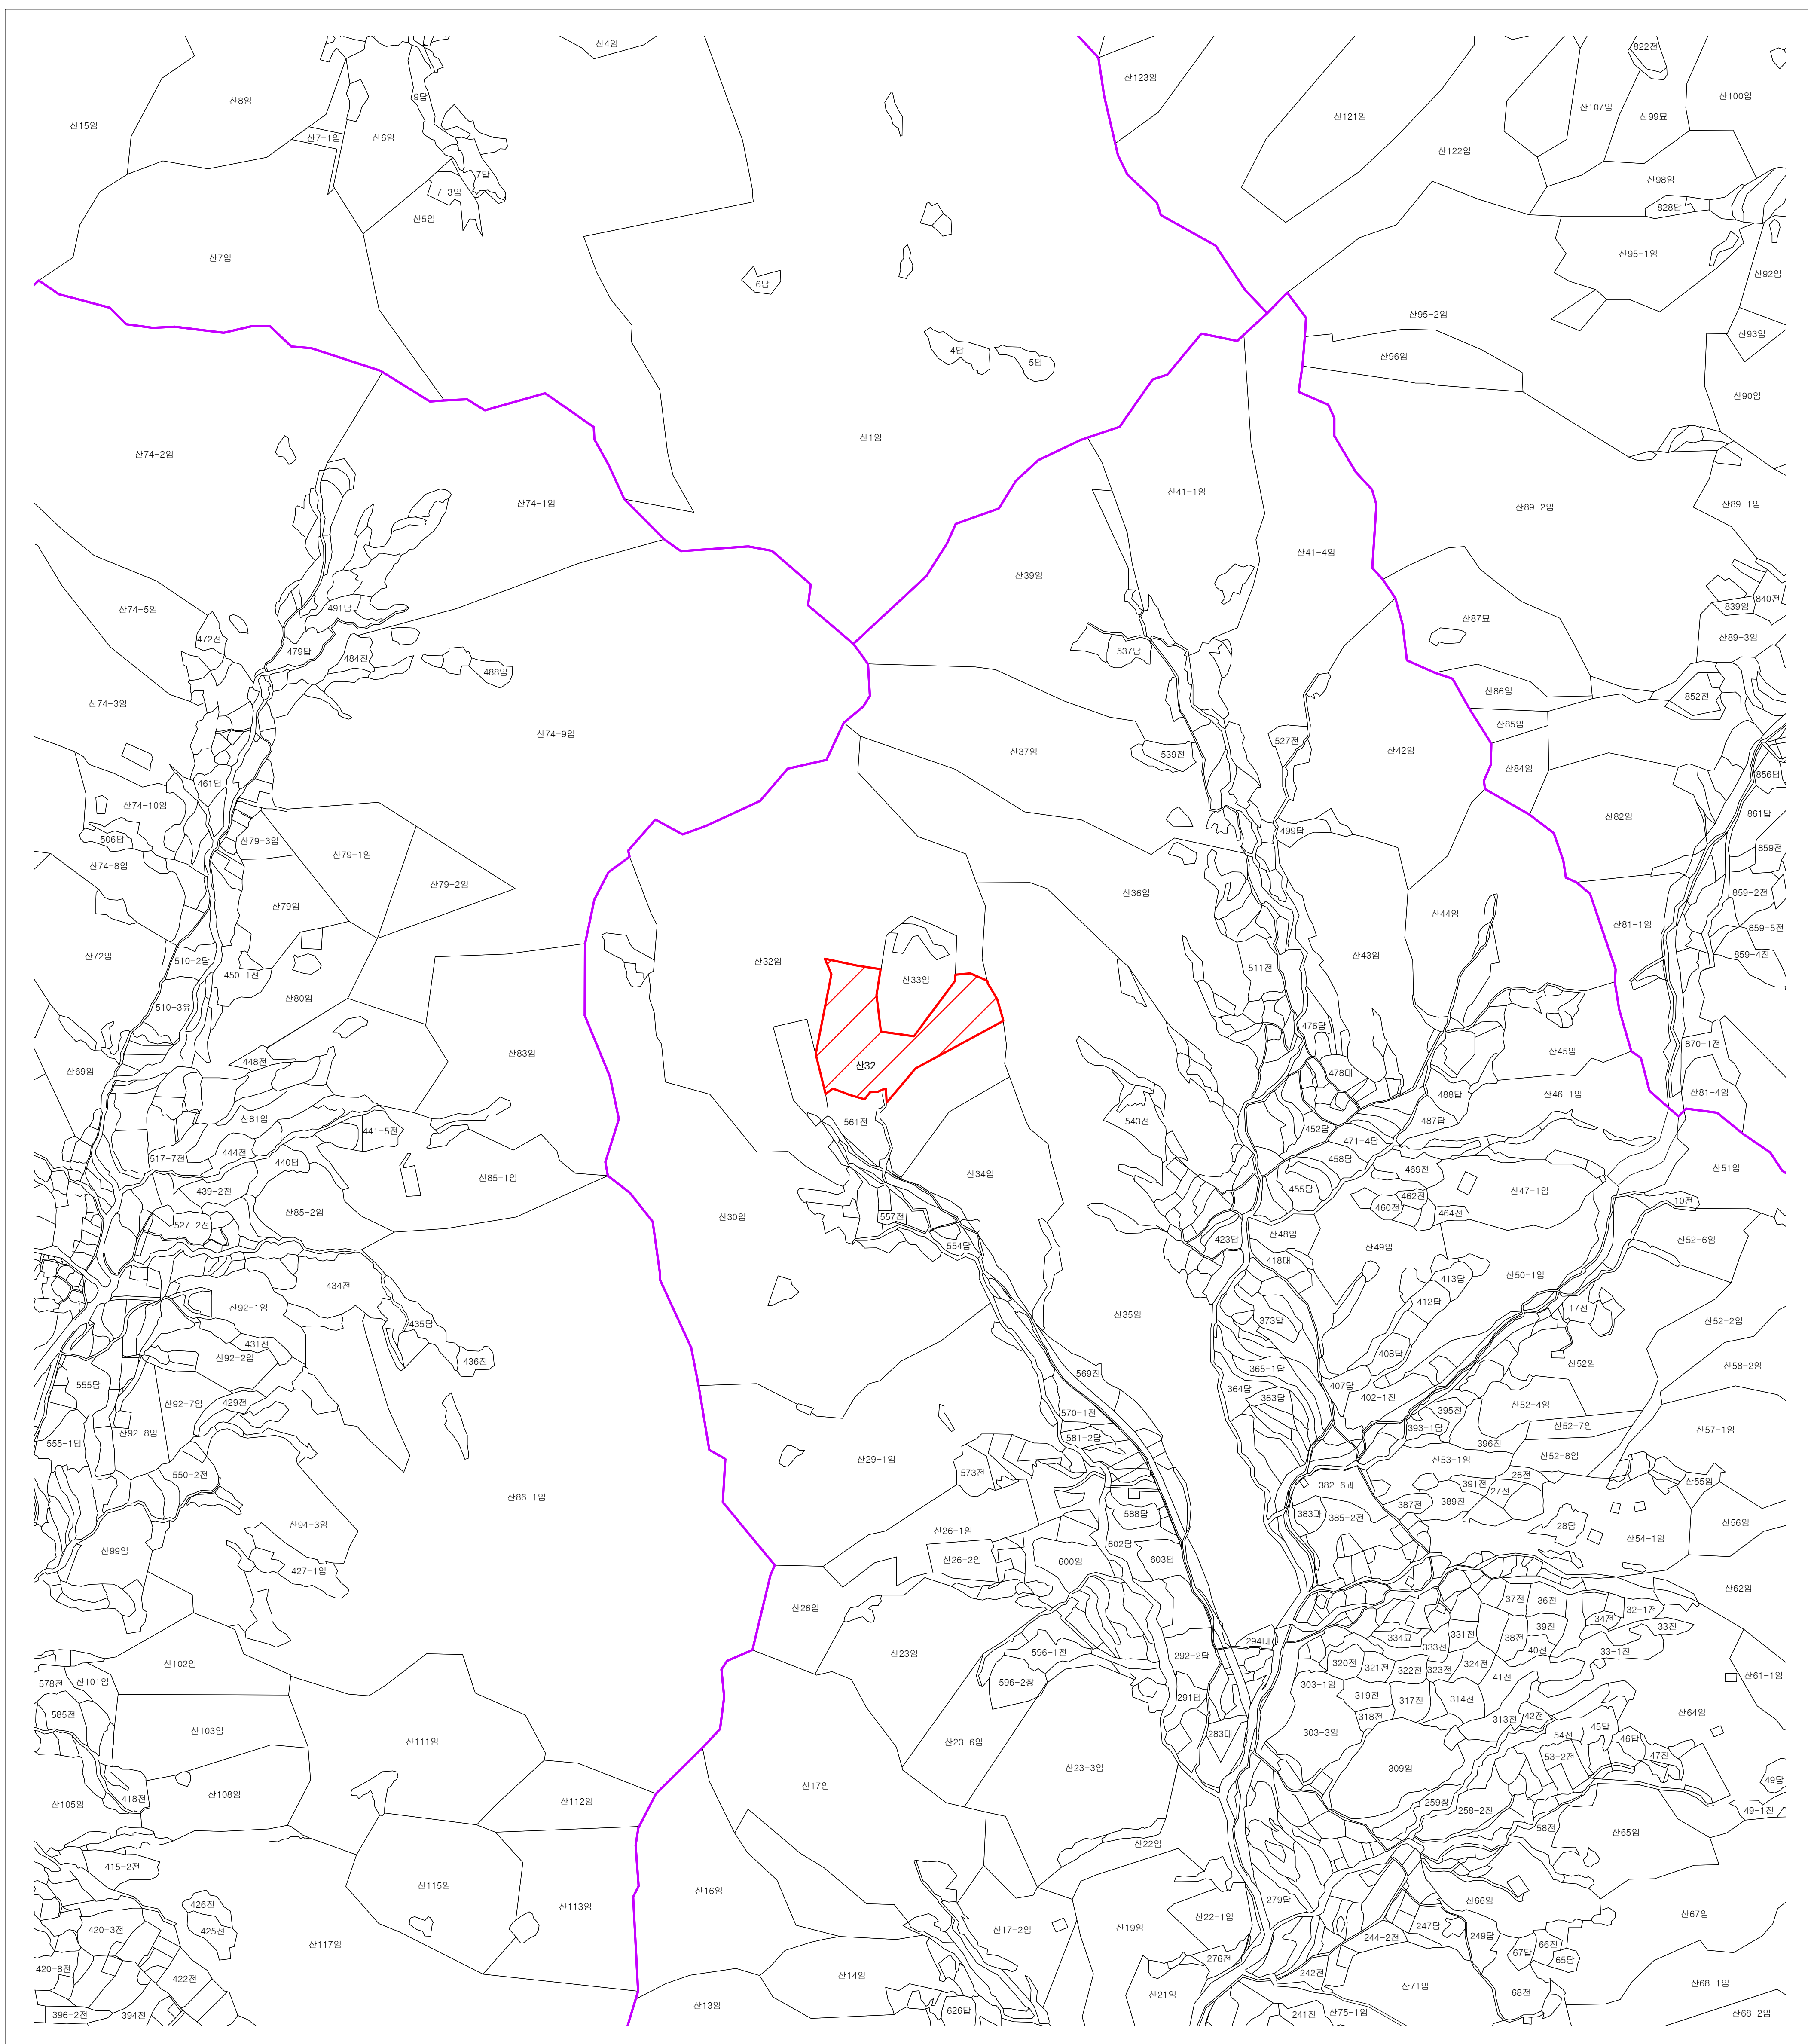 산4임
822전
산123임
산15임
산8임
9답
산107임
산100임
산121임
산99묘
산7-1임
산6임
산122임
7답
산98임
7-3임
828답
산5임
산7임
산95-1임
산92임
6답
산95-2임
산93임
4답
5답
산96임
산90임
산1임
산74-2임
산74-1임
산41-1임
산89-2임
산89-1임
산41-4임
산39임
산74-5임
491답
839임
840전
산87묘
472전
479답
484전
537답
산89-3임
488임
산86임
852전
산74-3임
산85임
산74-9임
산37임
539전
527전
산42임
산84임
856답
461답
산74-10임
산82임
861답
506답
산79-3임
499답
산74-8임
산79-1임
859전
산79-2임
산36임
859-2전
산79임
산44임
산81-1임
859-5전
산72임
510-2답
산32임
산43임
859-4전
450-1전
511전
산33임
산80임
510-3유
476답
870-1전
산83임
448전
산45임
산69임
산32
478대
산81-4임
산46-1임
488답
산81임
561전
543전
487답
441-5전
452답
444전
471-4답
517-7전
440답
458답
469전
산51임
산34임
산85-1임
439-2전
455답
산47-1임
462전
10전
산85-2임
460전
464전
산30임
557전
527-2전
산48임
423답
554답
산49임
산52-6임
418대
산50-1임
413답
434전
412답
산92-1임
산35임
17전
435답
373답
산52-2임
431전
408답
산92-2임
436전
산52임
산58-2임
365-1답
569전
555답
364답
407답
363답
402-1전
429전
산92-7임
산52-4임
395전
570-1전
산92-8임
393-1답
산52-7임
산57-1임
581-2답
555-1답
396전
산52-8임
산29-1임
산53-1임
573전
550-2전
26전
산55임
382-6과
391전
27전
산86-1임
387전
389전
383과
588답
385-2전
산56임
산94-3임
28답
산26-1임
산54-1임
602답
산99임
산26-2임
600임
603답
427-1임
산62임
37전
36전
산26임
32-1전
34전
39전
33전
294대
334묘
331전
38전
333전
산23임
596-1전
292-2답
40전
33-1전
산102임
320전
321전
322전
323전
324전
산61-1임
41전
578전
산101임
596-2장
303-1임
319전
317전
314전
291답
585전
318전
42전
산64임
313전
산103임
283대
303-3임
45답
54전
산111임
산23-6임
46답
53-2전
47전
산23-3임
309임
49답
산17임
산108임
418전
산105임
산112임
259장
49-1전
258-2전
58전
산65임
산22임
415-2전
산115임
산16임
279답
산66임
426전
산113임
산67임
산22-1임
산19임
420-3전
425전
산17-2임
247답
249답
244-2전
산117임
66전
67답
65답
276전
420-8전
242전
산14임
422전
산71임
산68-1임
산21임
68전
산13임
396-2전
394전
626답
241전
산75-1임
산68-2임